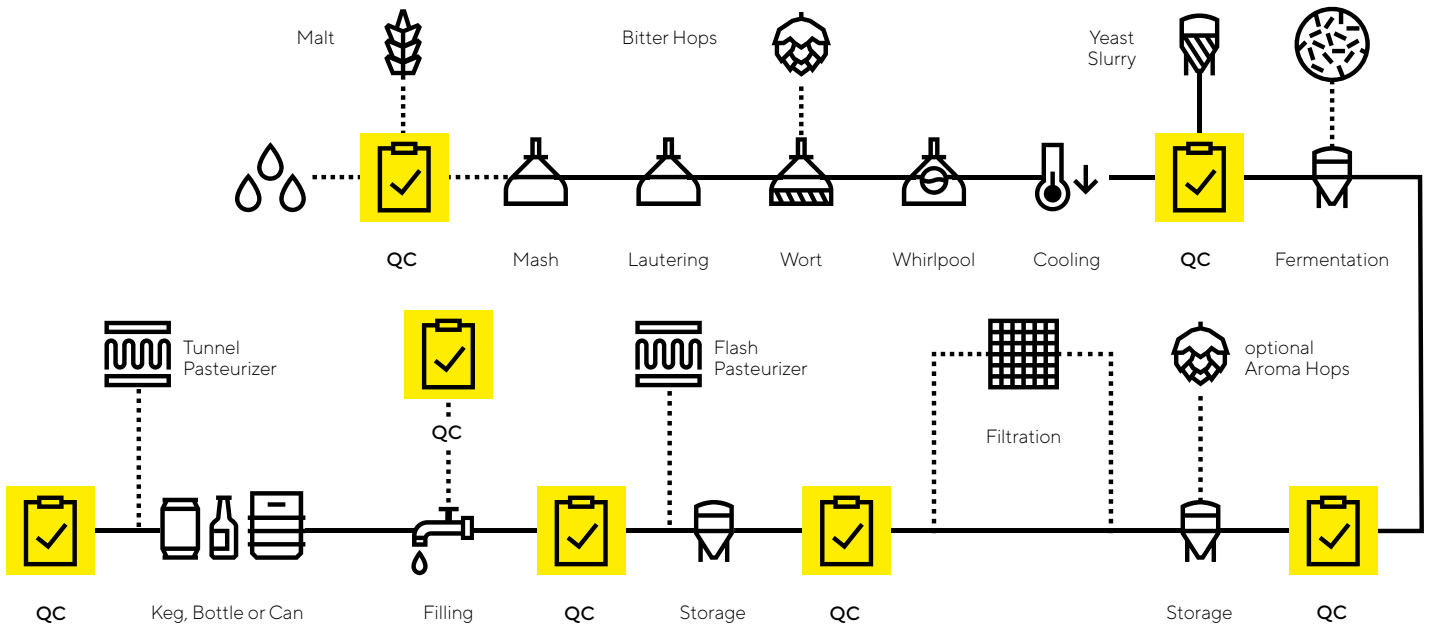 Malt
Bitter Hops
Yeast
Slurry
QC
Mash
Lautering
Wort
Whirlpool
Cooling
QC
Fermentation
Tunnel
Pasteurizer
QC
Flash
Pasteurizer
Filtration
optional
Aroma Hops
QC
Keg, Bottle or Can
Filling
QC
Storage
QC
Storage
QC